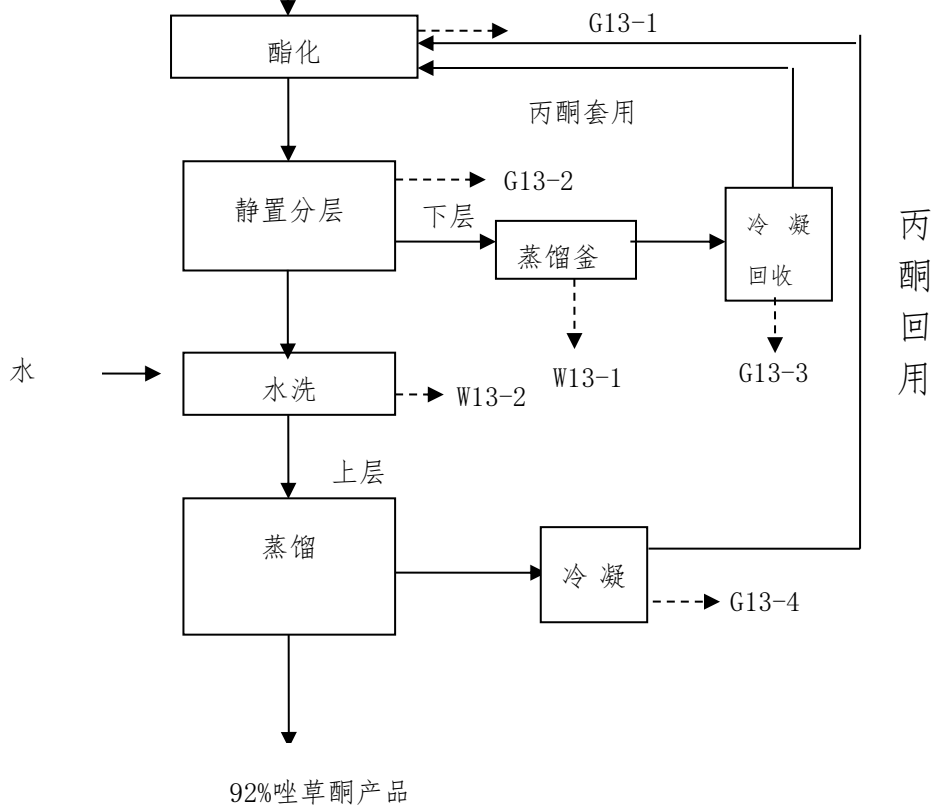 G13-1
酯化
丙酮套用
G13-2
静置分层
下层
蒸馏釜
冷 凝
回收
丙酮回用
水
水洗
W13-2
W13-1
G13-3
上层
蒸馏
冷 凝
G13-4
92%唑草酮产品